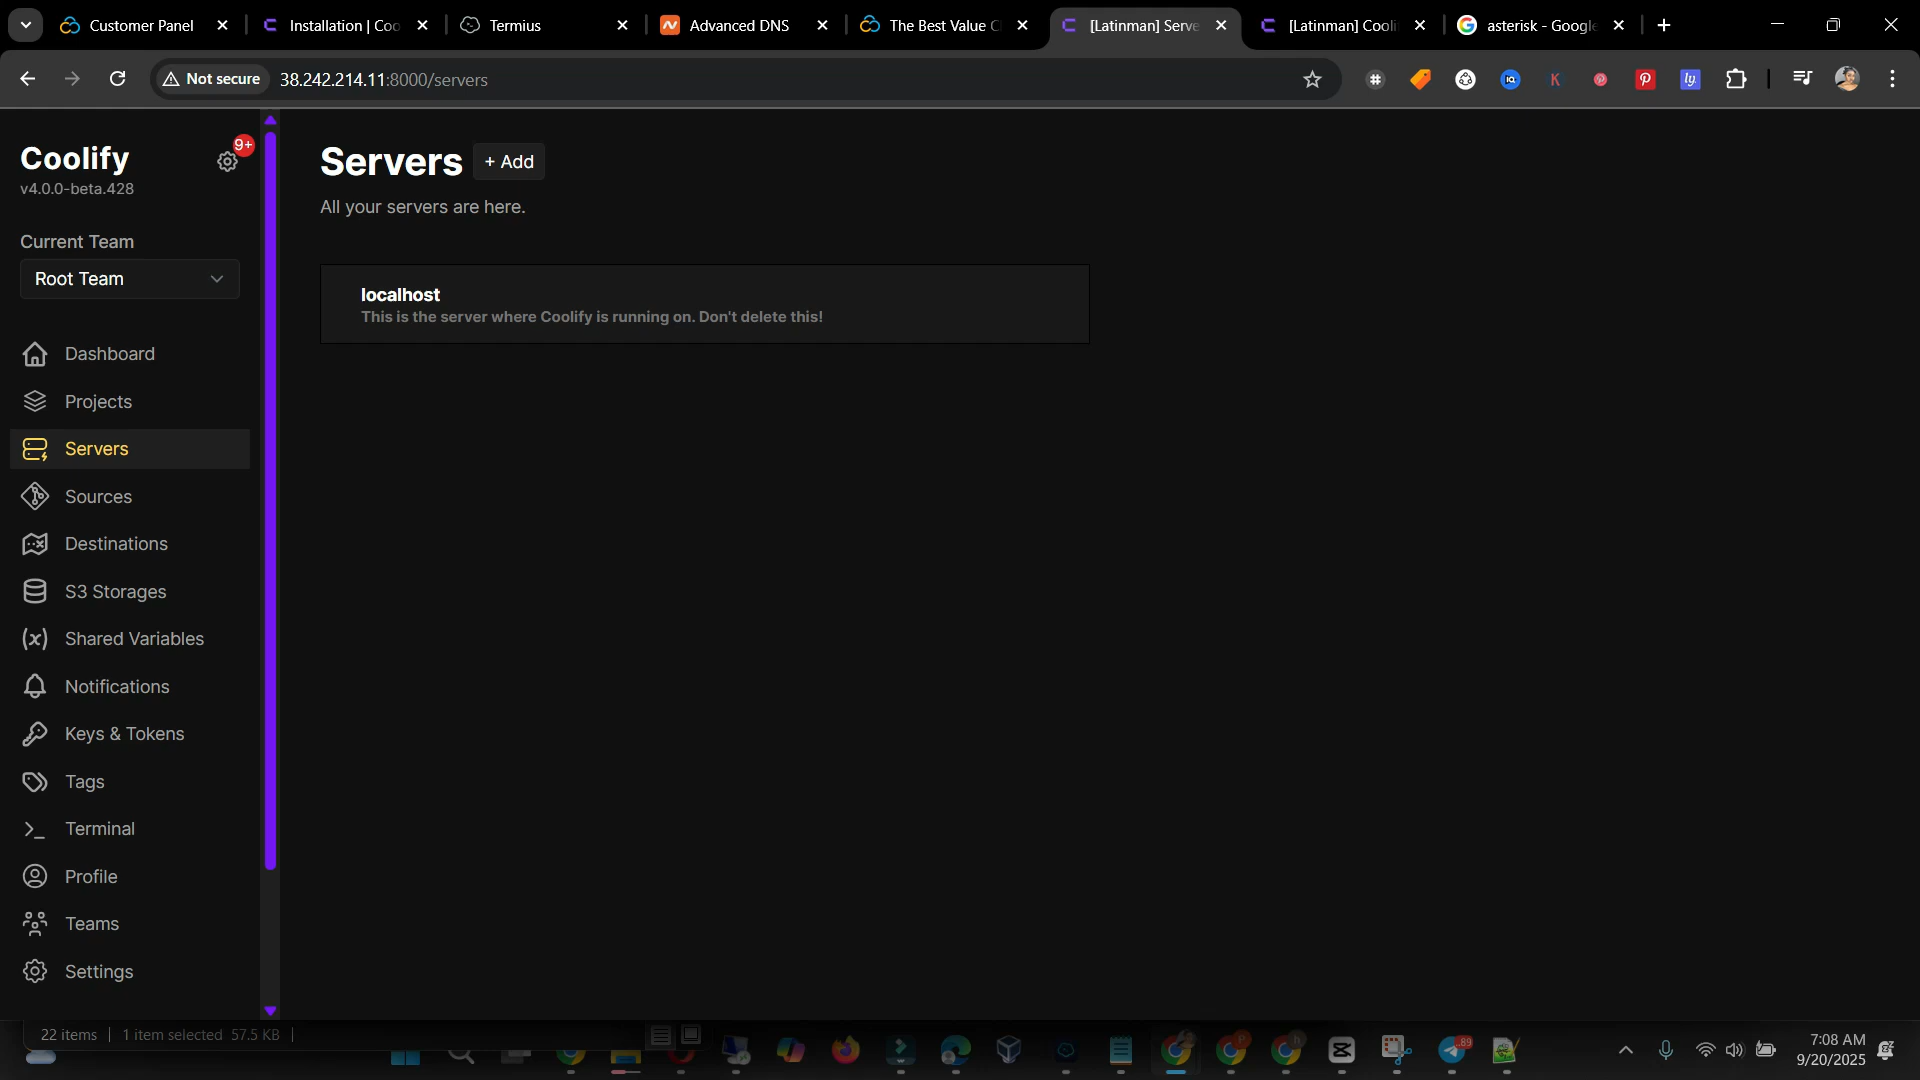 Customer Panel
Installation | Coo
Termius
Advanced DNS
The Best Value C
[Latinman] Serve
[Latinman] Cooli
asterisk - Google
Not secure
38.242.214.11:8000/servers
Coolify
9+
v4.0.0-beta.428
Current Team
Root Team
Dashboard
Projects
Servers
Sources
Destinations
S3 Storages
Shared Variables
Notifications
Keys & Tokens
Tags
Terminal
Profile
Teams
Settings
Servers
+ Add
All your servers are here.
localhost
This is the server where Coolify is running on. Don't delete this!
22 items
1 item selected 57.5 KB
89
7:08 AM
9/20/2025